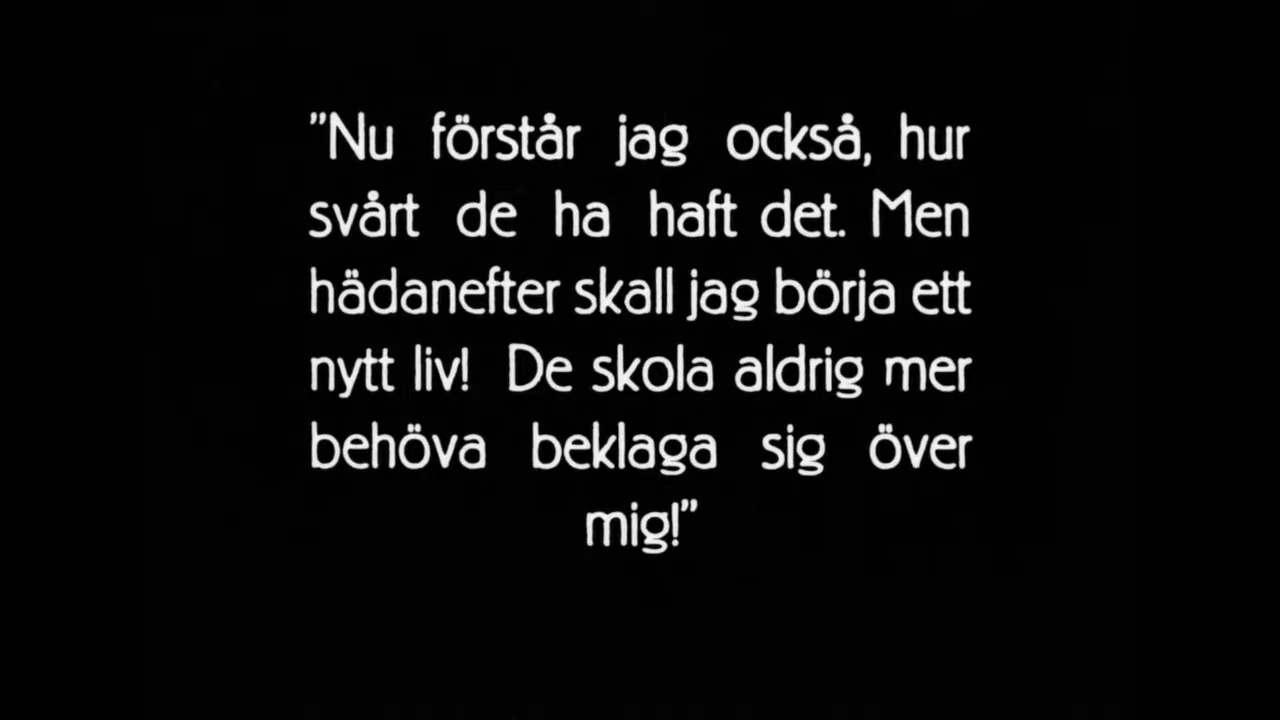 ”Nu förstår jag också, hur
svårt de ha haft det. Men
hädanefter skall jag börja ett
nytt liv! De skola aldrig mer
behöva beklaga sig över
mig!”